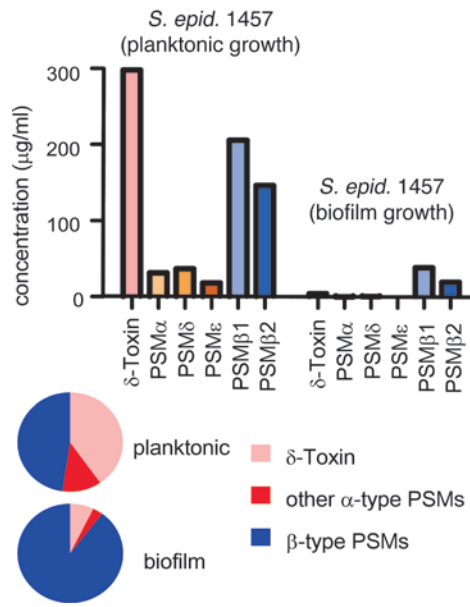 S. epid. 1457
(planktonic growth)
concentration (μg/ml)
300
200
100
0
S. epid. 1457
(biofilm growth)
δ-Toxin
PSMα
PSMδ
PSMε
PSMβ1
PSMβ2
δ-Toxin
PSMα
PSMδ
PSMε
PSMβ1
PSMβ2
planktonic
biofilm
δ-Toxin
other α-type PSMs
β-type PSMs